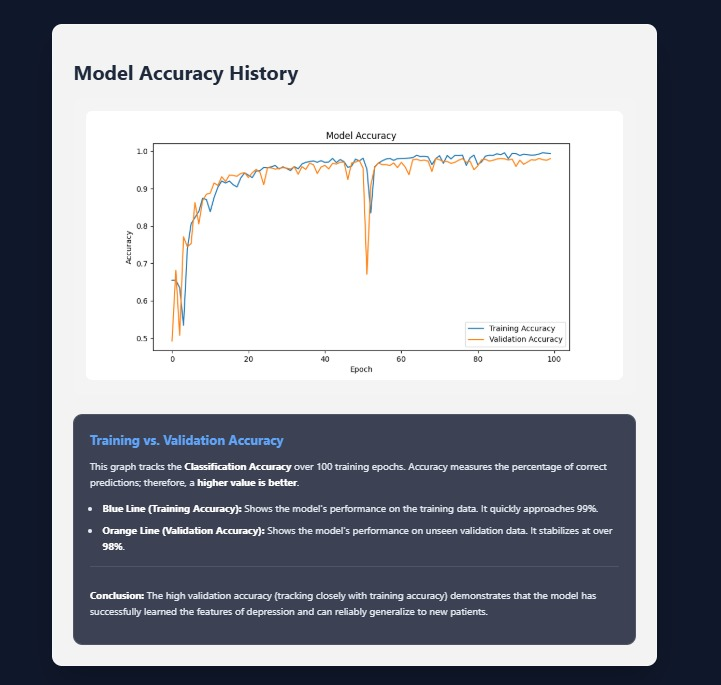 Model Accuracy History
Model Accuracy
1.0
0.9
0.8
0.7
0.6
0.5
Accuracy
0
20
40
60
80
100
Epoch
Training Accuracy
Validation Accuracy
Training vs. Validation Accuracy
This graph tracks the Classification Accuracy over 100 training epochs. Accuracy measures the percentage of correct
predictions; therefore, a higher value is better.
• Blue Line (Training Accuracy): Shows the model's performance on the training data. It quickly approaches 99%.
• Orange Line (Validation Accuracy): Shows the model's performance on unseen validation data. It stabilizes at over
98%.
Conclusion: The high validation accuracy (tracking closely with training accuracy) demonstrates that the model has
successfully learned the features of depression and can reliably generalize to new patients.